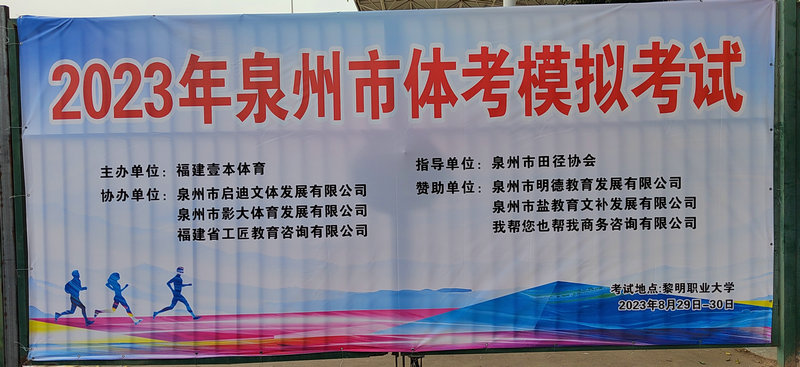 2023年泉州市体考模拟考试
主办单位：福建壹本体育
协办单位：泉州市启迪文体发展有限公司
泉州市影大体育发展有限公司
福建省工匠教育咨询有限公司
指导单位：泉州市田径协会
赞助单位：泉州市明德教育发展有限公司
泉州市盐教育文补发展有限公司
我帮您也帮我商务咨询有限公司
考试地点:黎明职业大学
2023年8月29日-30日